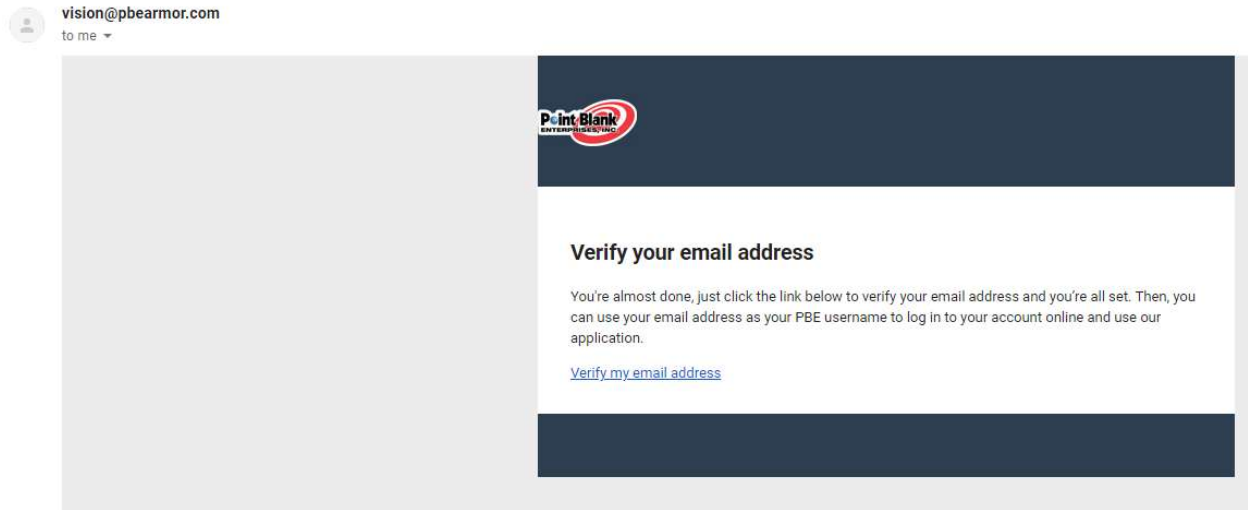 vision@pbearmor.com
to me
Point Blank
ENTERPRISES, INC.
Verify your email address
You're almost done, just click the link below to verify your email address and you're all set. Then, you
can use your email address as your PBE username to log in to your account online and use our
application.
Verify my email address